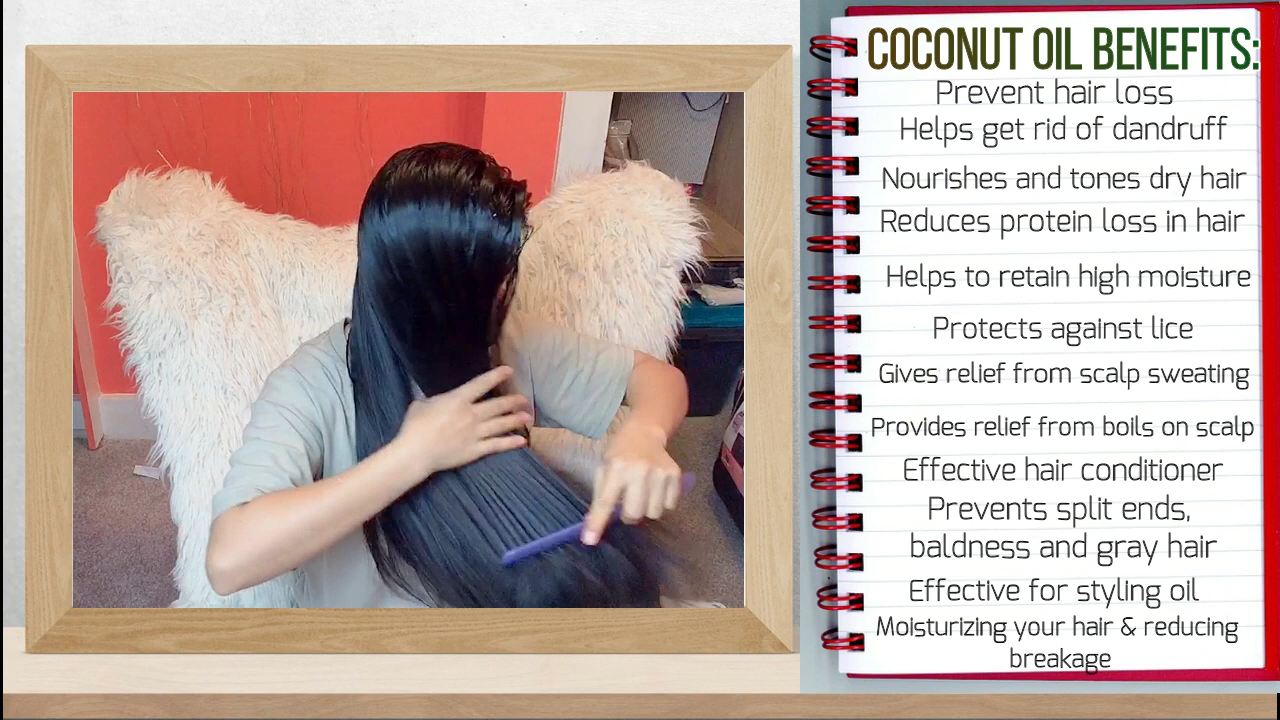 COCONUT OIL BENEFITS:
Prevent hair loss
Helps get rid of dandruff
Nourishes and tones dry hair
Reduces protein loss in hair
Helps to retain high moisture
Protects against lice
Gives relief from scalp sweating
Provides relief from boils on scalp
Effective hair conditioner
Prevents split ends,
baldness and gray hair
Effective for styling oil
Moisturizing your hair & reducing
breakage